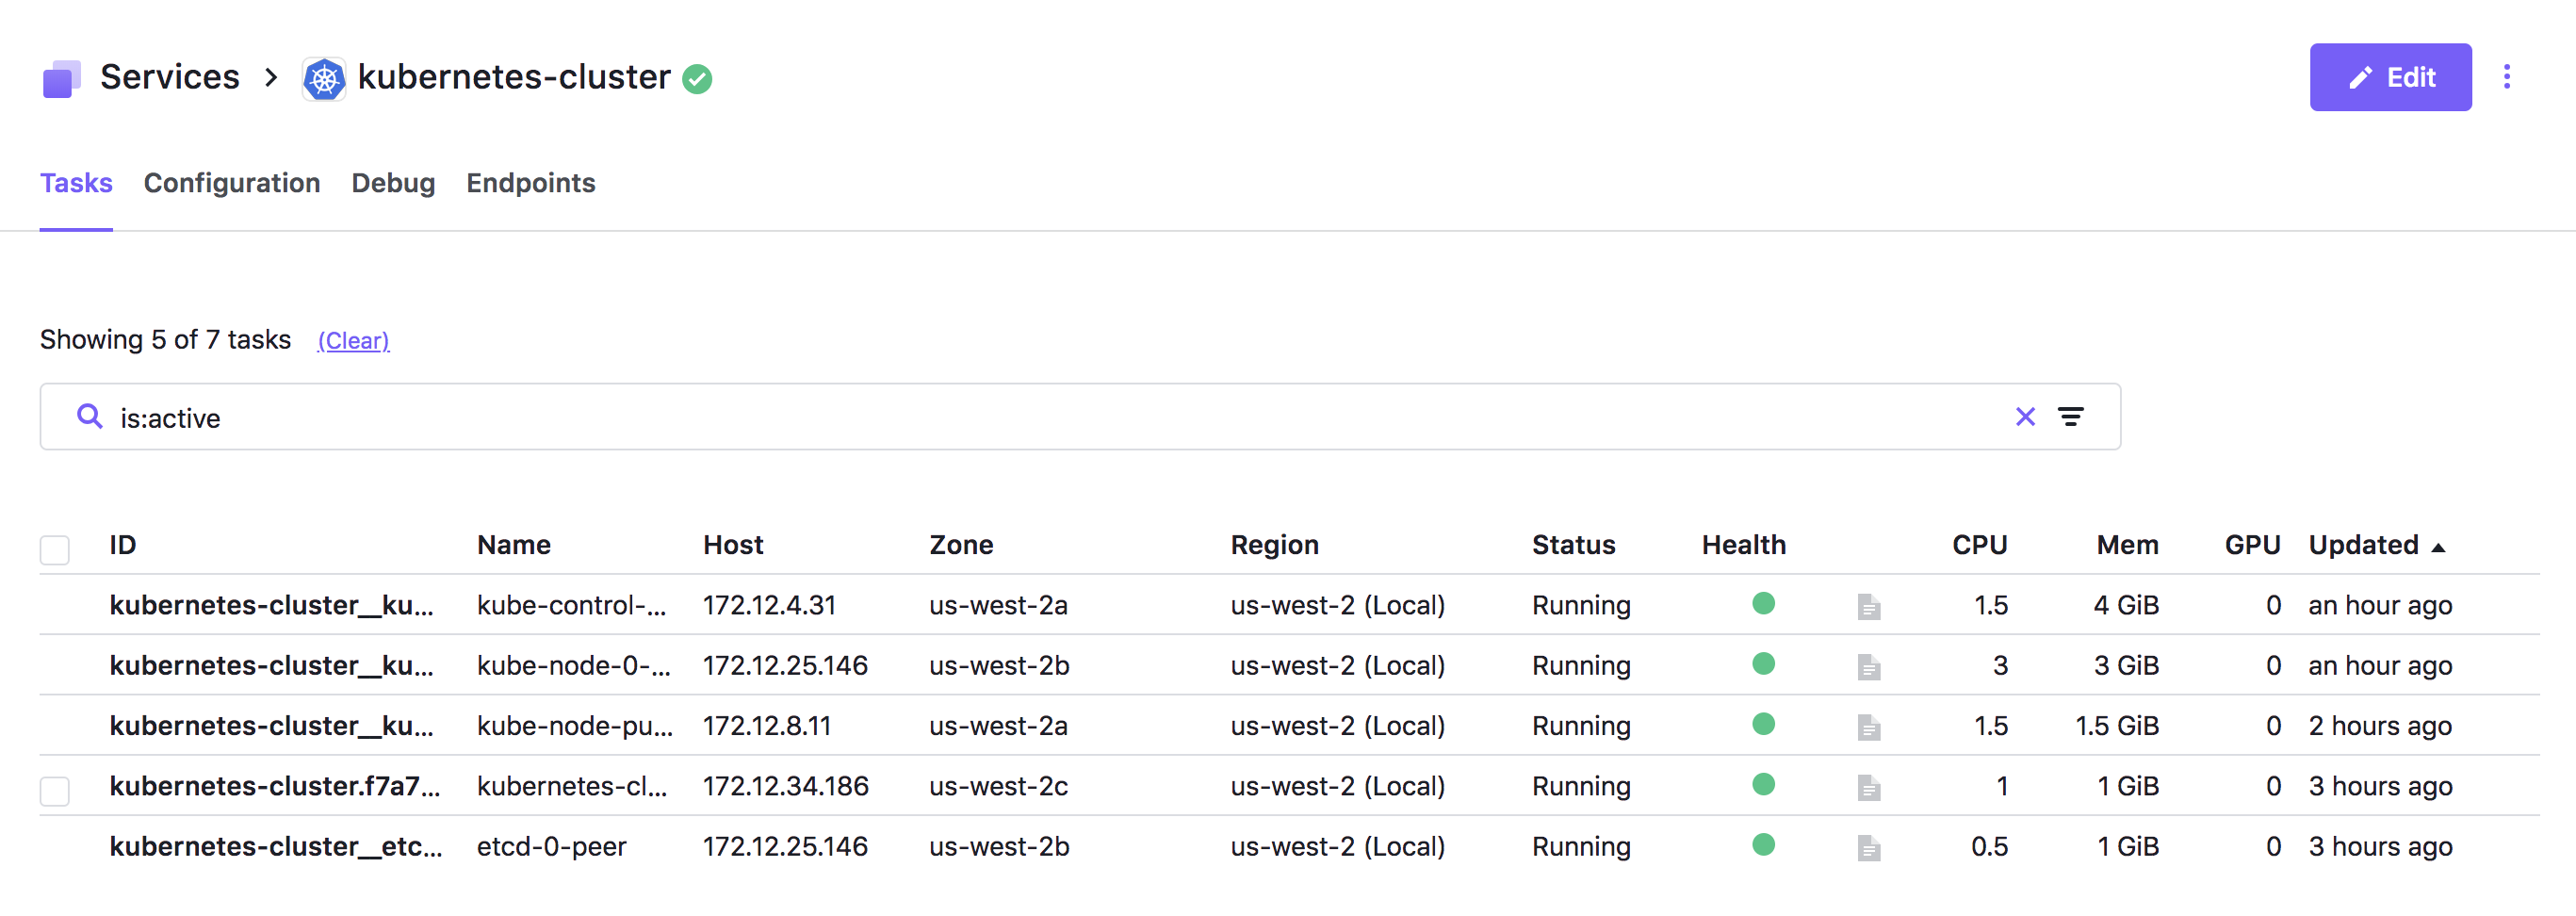 Services > kubernetes-cluster
Edit
Tasks Configuration Debug Endpoints
Showing 5 of 7 tasks (Clear)
is:active
ID Name Host Zone Region Status Health CPU Mem GPU Updated
kubernetes-cluster__ku... kube-control-... 172.12.4.31 us-west-2a us-west-2 (Local) Running 1.5 4 GiB 0 an hour ago
kubernetes-cluster__ku... kube-node-0-... 172.12.25.146 us-west-2b us-west-2 (Local) Running 3 3 GiB 0 an hour ago
kubernetes-cluster__ku... kube-node-pu... 172.12.8.11 us-west-2a us-west-2 (Local) Running 1.5 1.5 GiB 0 2 hours ago
kubernetes-cluster.f7a7... kubernetes-cl... 172.12.34.186 us-west-2c us-west-2 (Local) Running 1 1 GiB 0 3 hours ago
kubernetes-cluster__etc... etcd-0-peer 172.12.25.146 us-west-2b us-west-2 (Local) Running 0.5 1 GiB 0 3 hours ago